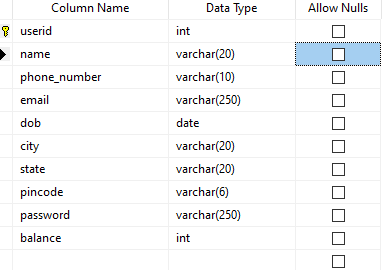 Column Name Data Type Allow Nulls
userid int
name varchar(20)
phone_number varchar(10)
email varchar(250)
dob date
city varchar(20)
state varchar(20)
pincode varchar(6)
password varchar(250)
balance int